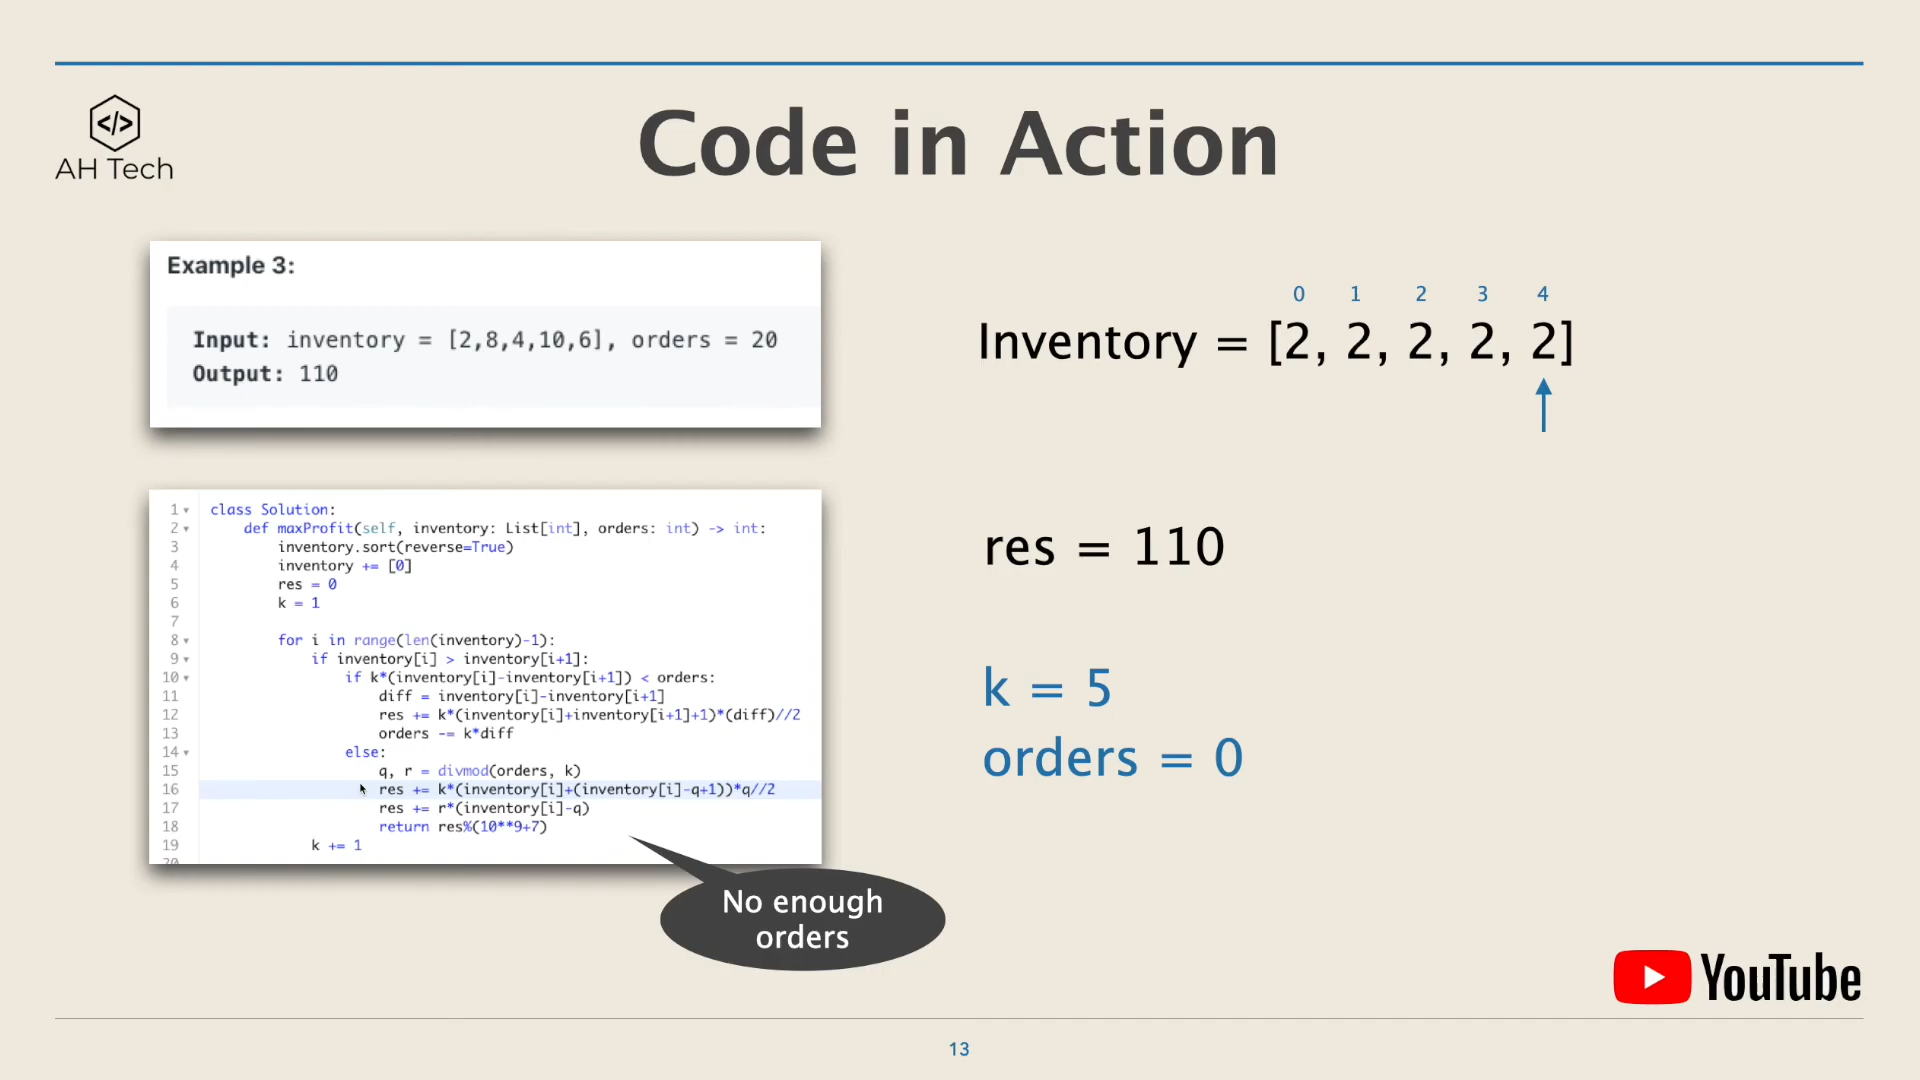 </>
AH Tech
Code in Action
Example 3:
Input: inventory = [2,8,4,10,6], orders = 20
Output: 110
0 1 2 3 4
Inventory = [2, 2, 2, 2, 2]
res = 110
k = 5
orders = 0
1 class Solution:
2 def maxProfit(self, inventory: List[int], orders: int) -> int:
3 inventory.sort(reverse=True)
4 inventory += [0]
5 res = 0
6 k = 1
7
8 for i in range(len(inventory)-1):
9 if inventory[i] > inventory[i+1]:
10 if k*(inventory[i]-inventory[i+1]) < orders:
11 diff = inventory[i]-inventory[i+1]
12 res += k*(inventory[i]+inventory[i+1]+1)*(diff)//2
13 orders -= k*diff
14 else:
15 q, r = divmod(orders, k)
16 res += k*(inventory[i]+(inventory[i]-q+1))*q//2
17 res += r*(inventory[i]-q)
18 return res%(10**9+7)
19 k += 1
20
No enough
orders
YouTube
13